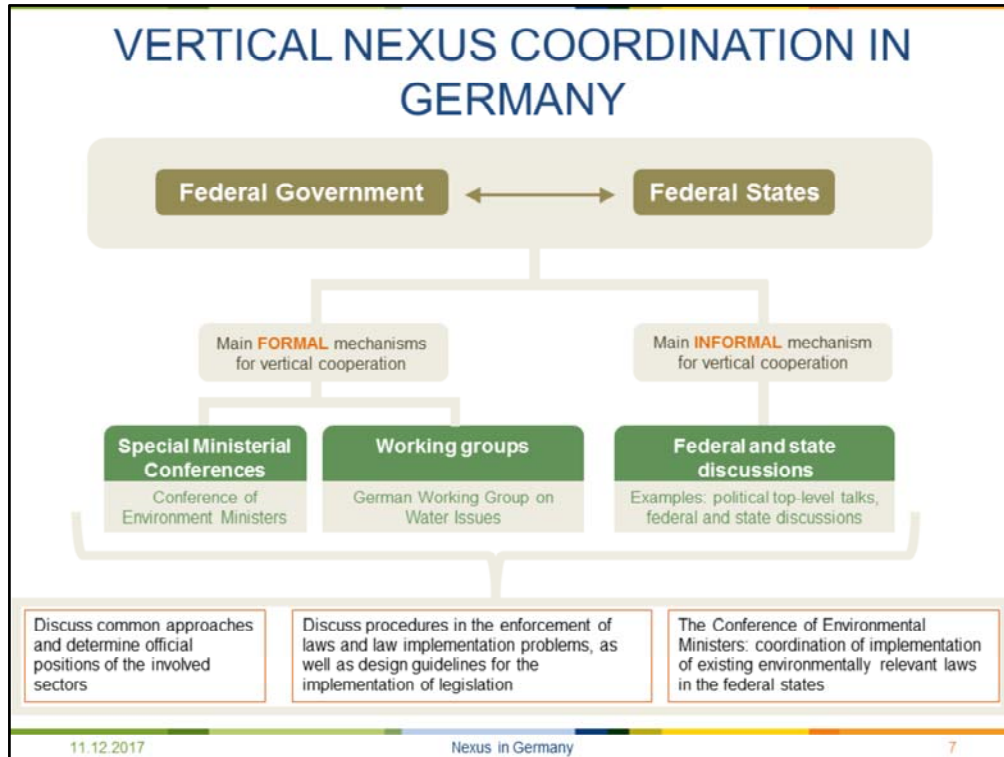 VERTICAL NEXUS COORDINATION IN
GERMANY
Federal Government
Federal States
Main FORMAL mechanisms
for vertical cooperation
Main INFORMAL mechanism
for vertical cooperation
Special Ministerial
Conferences
Conference of
Environment Ministers
Working groups
German Working Group on
Water Issues
Federal and state
discussions
Examples: political top-level talks,
federal and state discussions
Discuss common approaches
and determine official
positions of the involved
sectors
Discuss procedures in the enforcement of
laws and law implementation problems, as
well as design guidelines for the
implementation of legislation
The Conference of Environmental
Ministers: coordination of implementation
of existing environmentally relevant laws
in the federal states
11.12.2017
Nexus in Germany
7